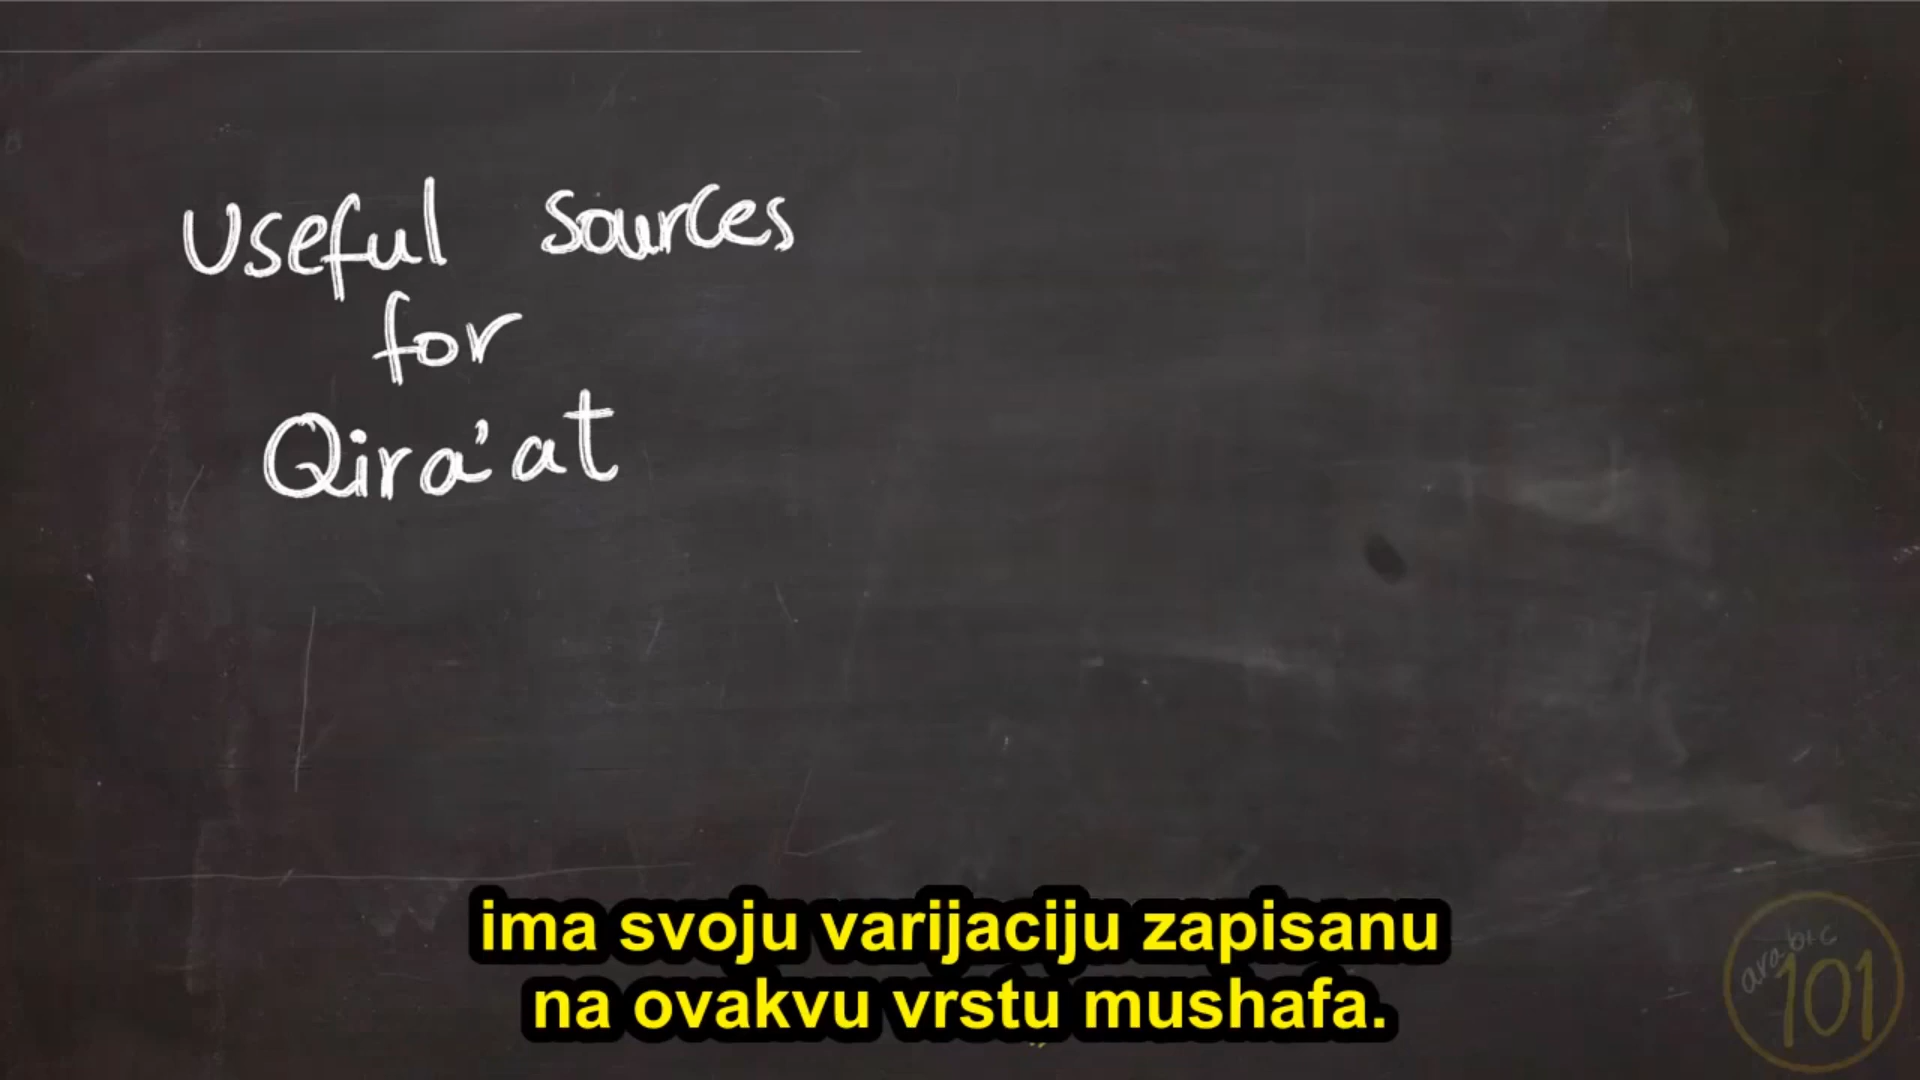 Useful sources
for
Qira'at
ima svoju varijaciju zapisanu
na ovakvu vrstu mushafa.
arabic
101